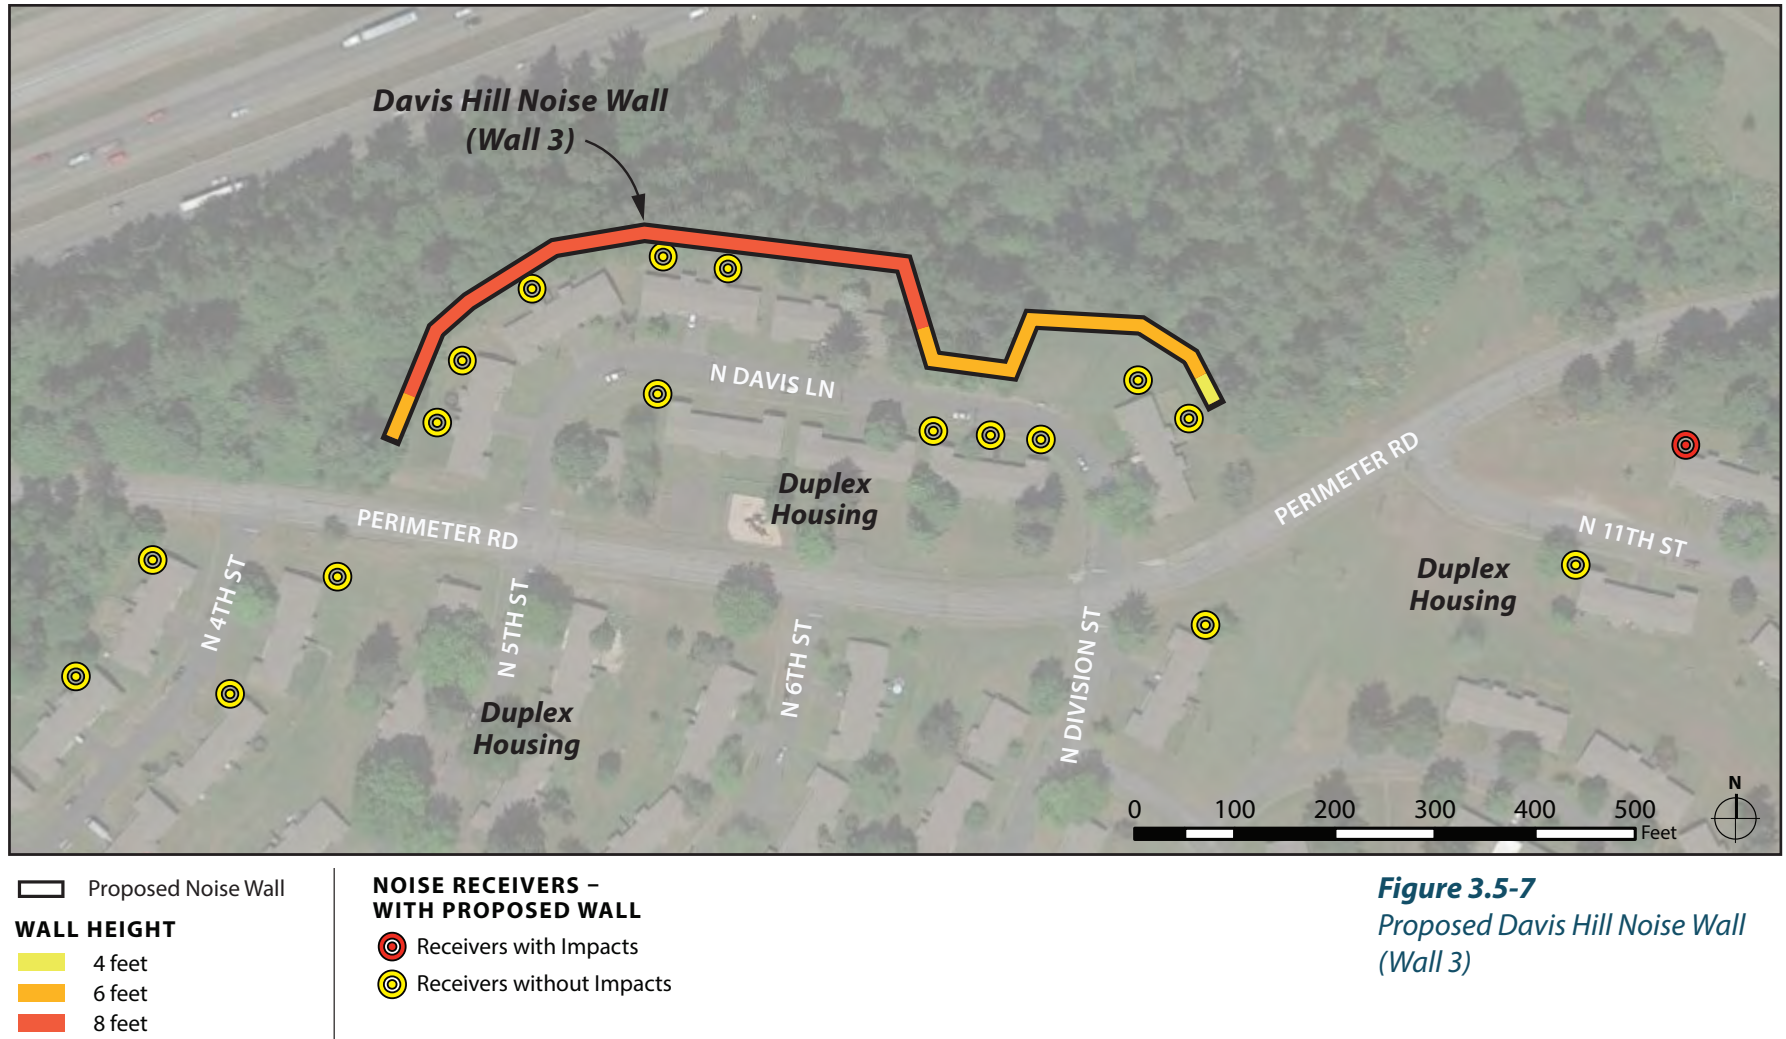 Davis Hill Noise Wall
(Wall 3)
N DAVIS LN
Duplex
Housing
PERIMETER RD
PERIMETER RD
N 4TH ST
N 5TH ST
N 6TH ST
N DIVISION ST
N 11TH ST
Duplex
Housing
Duplex
Housing
0 100 200 300 400 500
Feet
N
Proposed Noise Wall
WALL HEIGHT
4 feet
6 feet
8 feet
NOISE RECEIVERS –
WITH PROPOSED WALL
Receivers with Impacts
Receivers without Impacts
Figure 3.5-7
Proposed Davis Hill Noise Wall
(Wall 3)